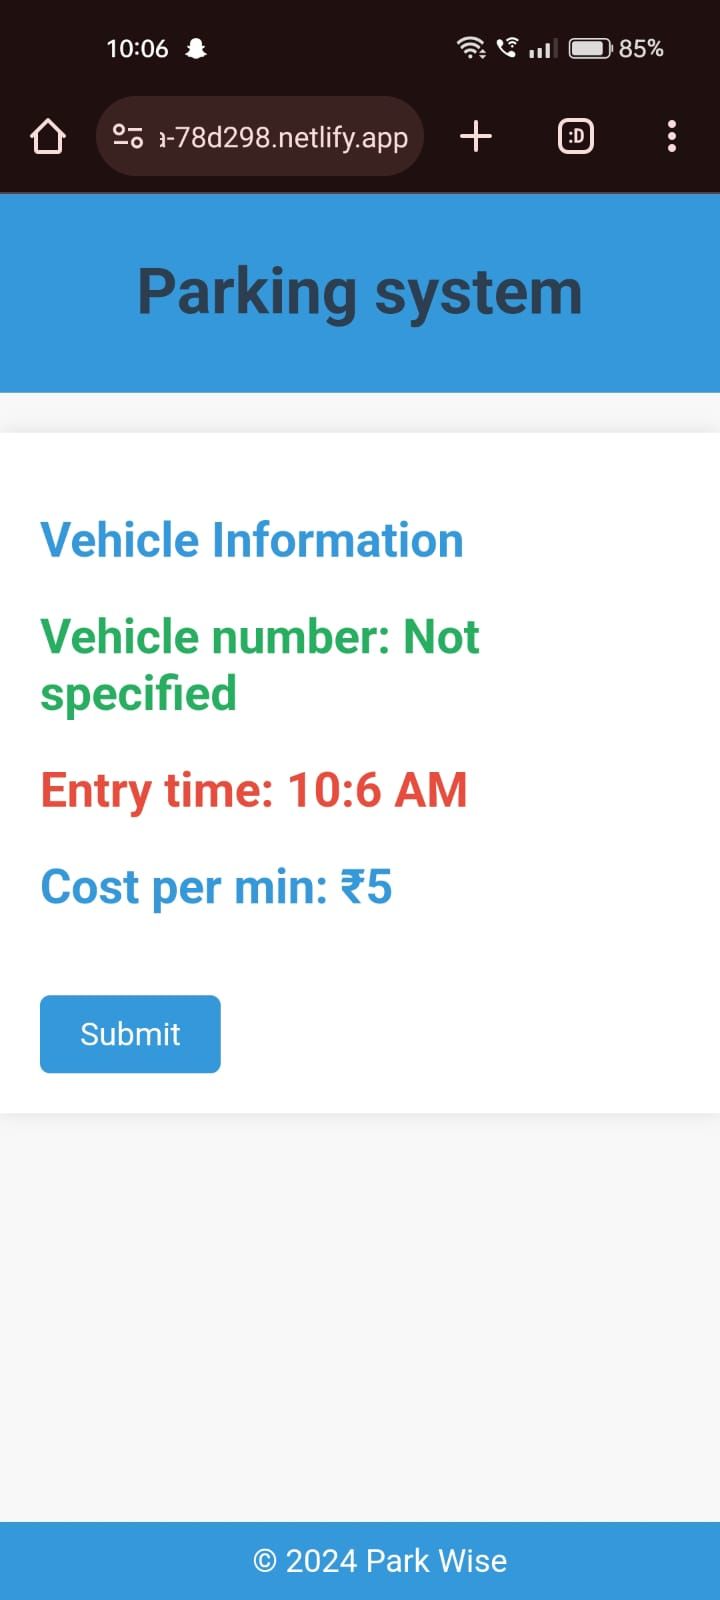 10:06
85%
a-78d298.netlify.app
:D
Parking system
Vehicle Information
Vehicle number: Not
specified
Entry time: 10:6 AM
Cost per min: ₹5
Submit
© 2024 Park Wise